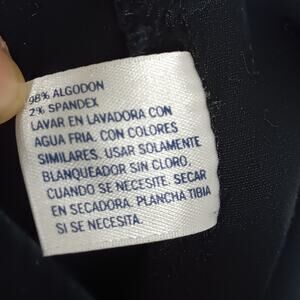 98% ALGODON
2% SPANDEX
LAVAR EN LAVADORA CON
AGUA FRIA. CON COLORES
SIMILARES. USAR SOLAMENTE
BLANQUEADOR SIN CLORO,
CUANDO SE NECESITE. SECAR
EN SECADORA. PLANCHA TIBIA
SI SE NECESITA.